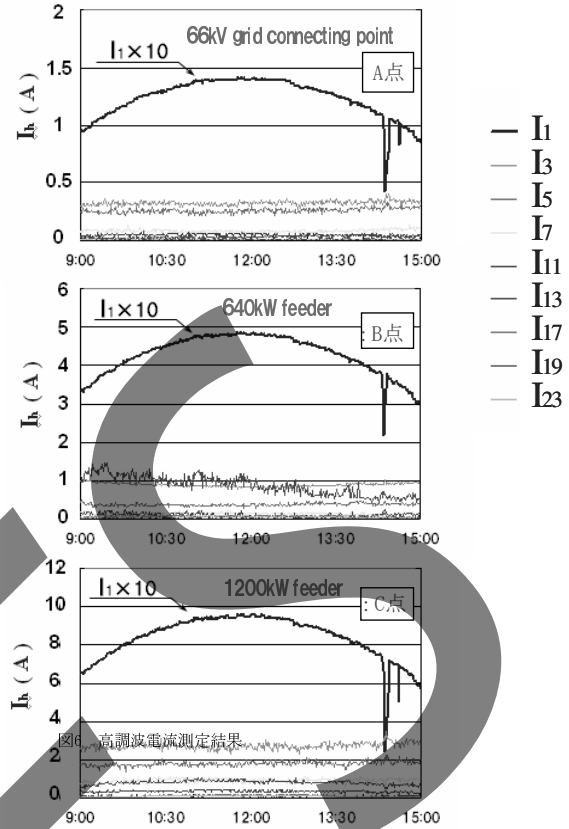 2
66kV grid connecting point
I1×10
A点
1.5
Ih (A)
1
0.5
0
9:00 10:30 12:00 13:30 15:00
I1
I3
I5
I7
I11
I13
I17
I19
I23
6
I1×10
640kW feeder
: B点
5
4
Ih (A)
3
2
1
0
9:00 10:30 12:00 13:30 15:00
12
I1×10
1200kW feeder
: C点
10
8
Ih (A)
6
4
図6 高調波電流測定結果
2
0
9:00 10:30 12:00 13:30 15:00